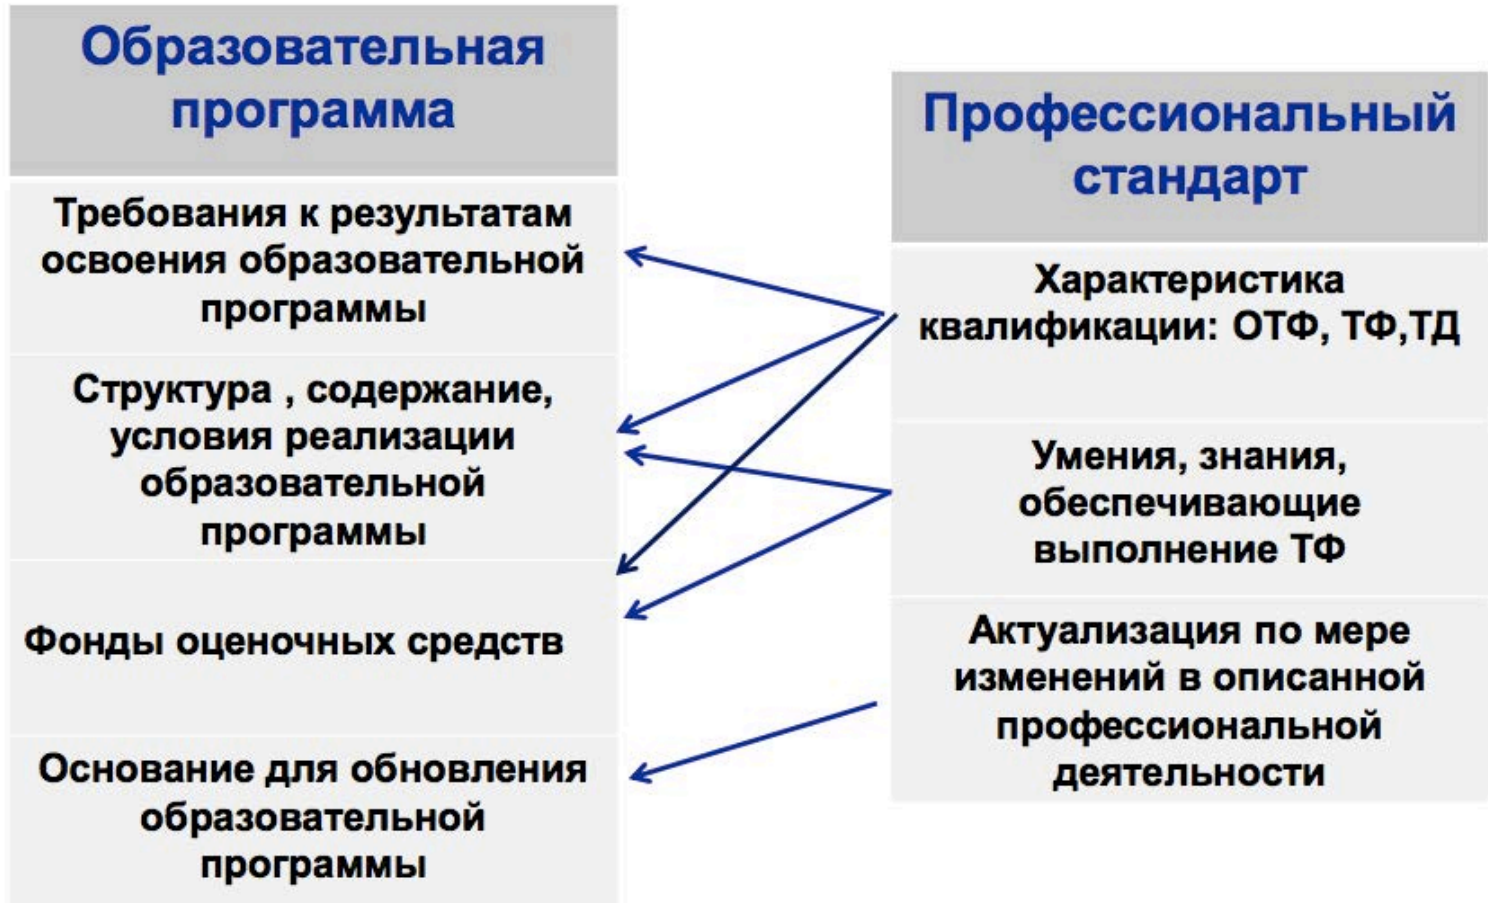 Образовательная
программа
Требования к результатам
освоения образовательной
программы
Структура , содержание,
условия реализации
образовательной
программы
Фонды оценочных средств
Основание для обновления
образовательной
программы
Профессиональный
стандарт
Характеристика
квалификации: ОТФ, ТФ,ТД
Умения, знания,
обеспечивающие
выполнение ТФ
Актуализация по мере
изменений в описанной
профессиональной
деятельности